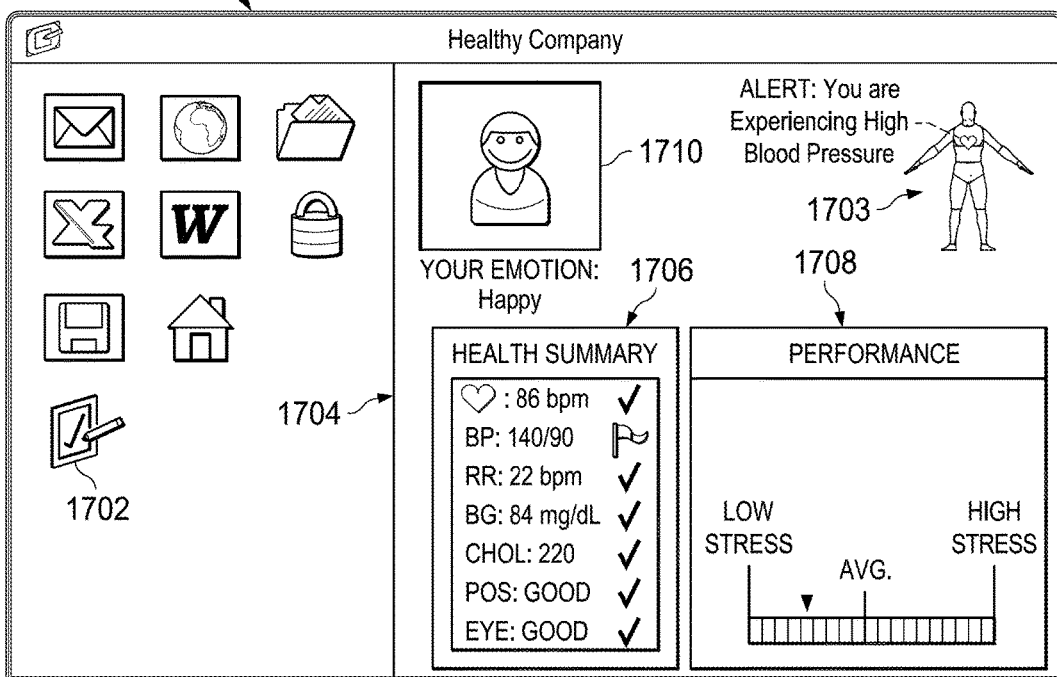 Healthy Company
W
1702
1704
1710
YOUR EMOTION:
Happy
ALERT: You are
Experiencing High
Blood Pressure
1703
1706
HEALTH SUMMARY
: 86 bpm
BP: 140/90
RR: 22 bpm
BG: 84 mg/dL
CHOL: 220
POS: GOOD
EYE: GOOD
1708
PERFORMANCE
LOW
STRESS
AVG.
HIGH
STRESS